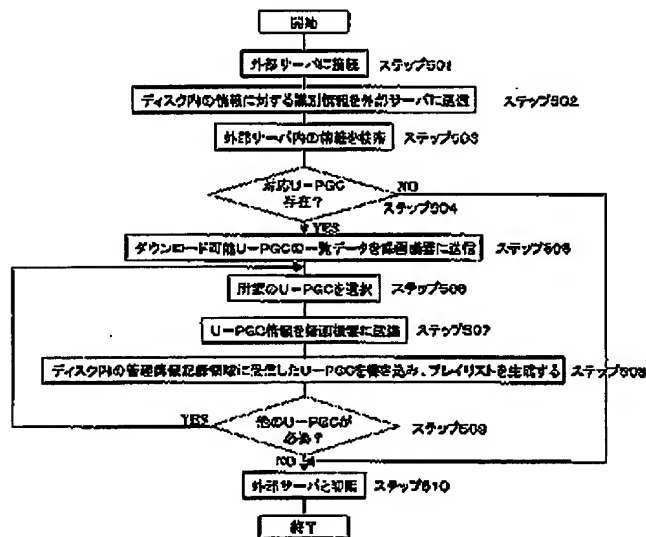 開始
外部サーバに接続 ステップ501
ディスク内の情報に対する識別情報を外部サーバに送信 ステップ502
外部サーバ内の情報を検索 ステップ503
対応U-PGC
存在?
NO
ステップ504
YES
ダウンロード可能U-PGCの一覧データを録画機器に送信 ステップ505
所望のU-PGCを選択 ステップ506
U-PGC情報を録画機器に送信 ステップ507
ディスク内の管理情報記録領域に受信したU-PGCを書き込み、プレイリストを生成する ステップ508
YES
他のU-PGCが
必要?
ステップ509
NO
外部サーバと切断 ステップ510
終了